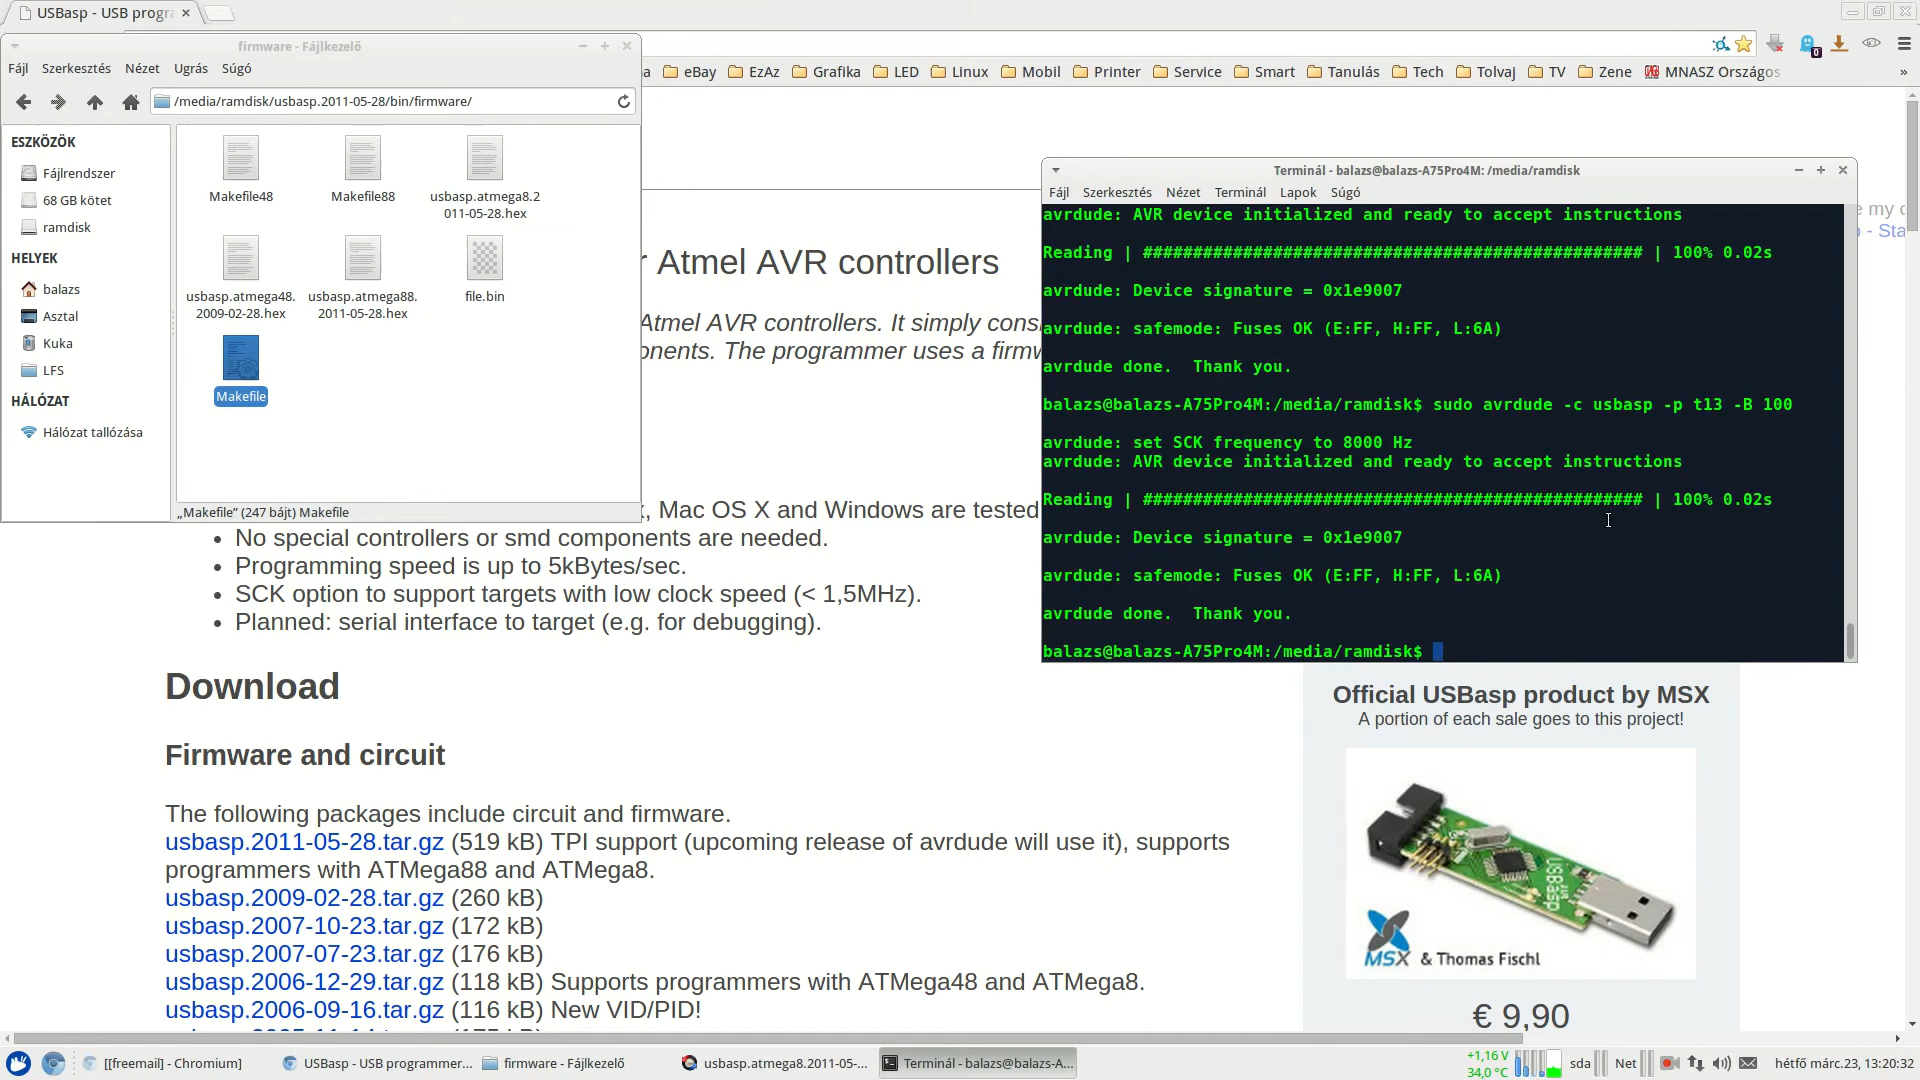 USBasp - USB progra
firmware - Fájlkezelő
Fájl Szerkesztés Nézet Ugrás Súgó
/media/ramdisk/usbasp.2011-05-28/bin/firmware/
ESZKÖZÖK
Fájlrendszer
68 GB kötet
ramdisk
HELYEK
balazs
Asztal
Kuka
LFS
HÁLÓZAT
Hálózat tallózása
Makefile48
Makefile88
usbasp.atmega8.2
011-05-28.hex
usbasp.atmega48.
2009-02-28.hex
usbasp.atmega88.
2011-05-28.hex
file.bin
Makefile
„Makefile” (247 bájt) Makefile
0
a eBay EzAz Grafika LED Linux Mobil Printer Service Smart Tanulás Tech Tolvaj TV Zene MNASZ Országos »
Atmel AVR controllers
Atmel AVR controllers. It simply cons
onents. The programmer uses a firmw
e my c
- Sta
Terminál - balazs@balazs-A75Pro4M: /media/ramdisk
Fájl Szerkesztés Nézet Terminál Lapok Súgó
avrdude: AVR device initialized and ready to accept instructions
Reading | ################################################## | 100% 0.02s
avrdude: Device signature = 0x1e9007
avrdude: safemode: Fuses OK (E:FF, H:FF, L:6A)
avrdude done.  Thank you.
balazs@balazs-A75Pro4M:/media/ramdisk$ sudo avrdude -c usbasp -p t13 -B 100
avrdude: set SCK frequency to 8000 Hz
avrdude: AVR device initialized and ready to accept instructions
Reading | ################################################## | 100% 0.02s
avrdude: Device signature = 0x1e9007
avrdude: safemode: Fuses OK (E:FF, H:FF, L:6A)
avrdude done.  Thank you.
balazs@balazs-A75Pro4M:/media/ramdisk$
, Mac OS X and Windows are tested
• No special controllers or smd components are needed.
• Programming speed is up to 5kBytes/sec.
• SCK option to support targets with low clock speed (< 1,5MHz).
• Planned: serial interface to target (e.g. for debugging).
Download
Firmware and circuit
The following packages include circuit and firmware.
usbasp.2011-05-28.tar.gz (519 kB) TPI support (upcoming release of avrdude will use it), supports
programmers with ATMega88 and ATMega8.
usbasp.2009-02-28.tar.gz (260 kB)
usbasp.2007-10-23.tar.gz (172 kB)
usbasp.2007-07-23.tar.gz (176 kB)
usbasp.2006-12-29.tar.gz (118 kB) Supports programmers with ATMega48 and ATMega8.
usbasp.2006-09-16.tar.gz (116 kB) New VID/PID!
Official USBasp product by MSX
A portion of each sale goes to this project!
USBasp
MSX & Thomas Fischl
€ 9,90
[[freemail] - Chromium]
USBasp - USB programmer...
firmware - Fájlkezelő
usbasp.atmega8.2011-05-...
Terminál - balazs@balazs-A...
+1,16 V
34,0 °C
sda
Net
hétfő márc.23, 13:20:32